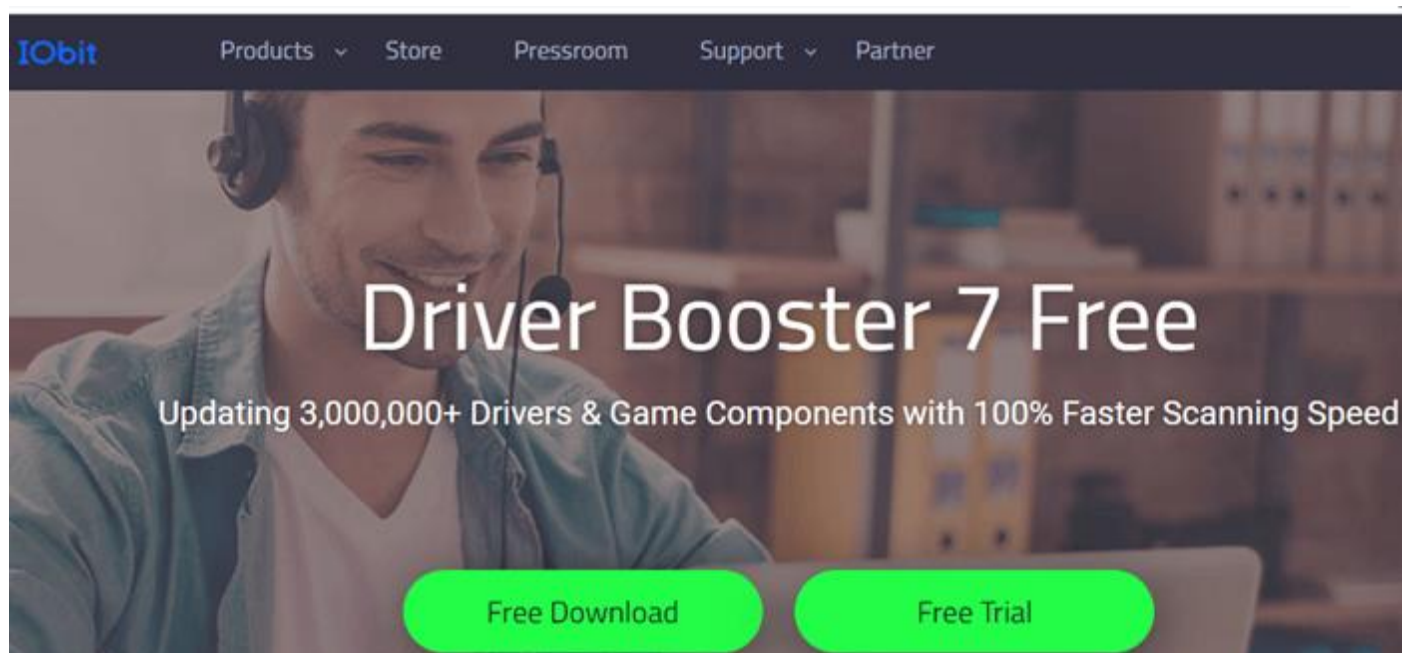 IObit Products Store Pressroom Support Partner
Driver Booster 7 Free
Updating 3,000,000+ Drivers & Game Components with 100% Faster Scanning Speed
Free Download Free Trial